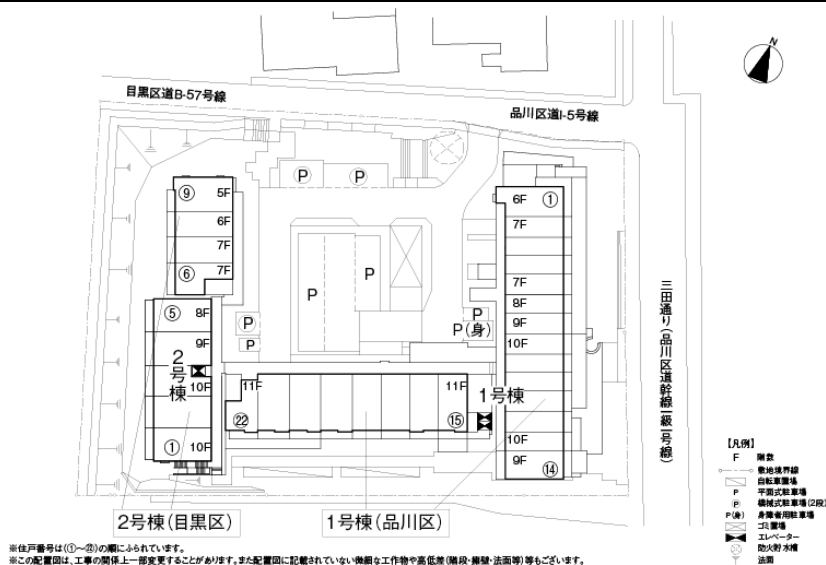 N
目黒区道B-57号線
品川区道I-5号線
P
P
⑨ 5F
6F
7F
⑥ 7F
6F ①
7F
7F
8F
9F
10F
P
P
⑤ 8F
9F
2号棟
10F
① 10F
P
P
P
P(身)
11F
11F
㉒
⑮
1号棟
10F
9F ⑭
三田通り(品川区道幹線一級一号線)
2号棟(目黒区)
1号棟(品川区)
【凡例】
F 階数
敷地境界線
自転車置場
P 平面式駐車場
P 機械式駐車場(2段)
P(身) 身障者用駐車場
ゴミ置場
エレベーター
防火貯水槽
法面
※住戸番号は(①〜㉒)の順にふられています。
※この配置図は、工事の関係上一部変更することがあります。また配置図に記載されていない微細な工作物や高低差(階段・擁壁・法面等)等もございます。